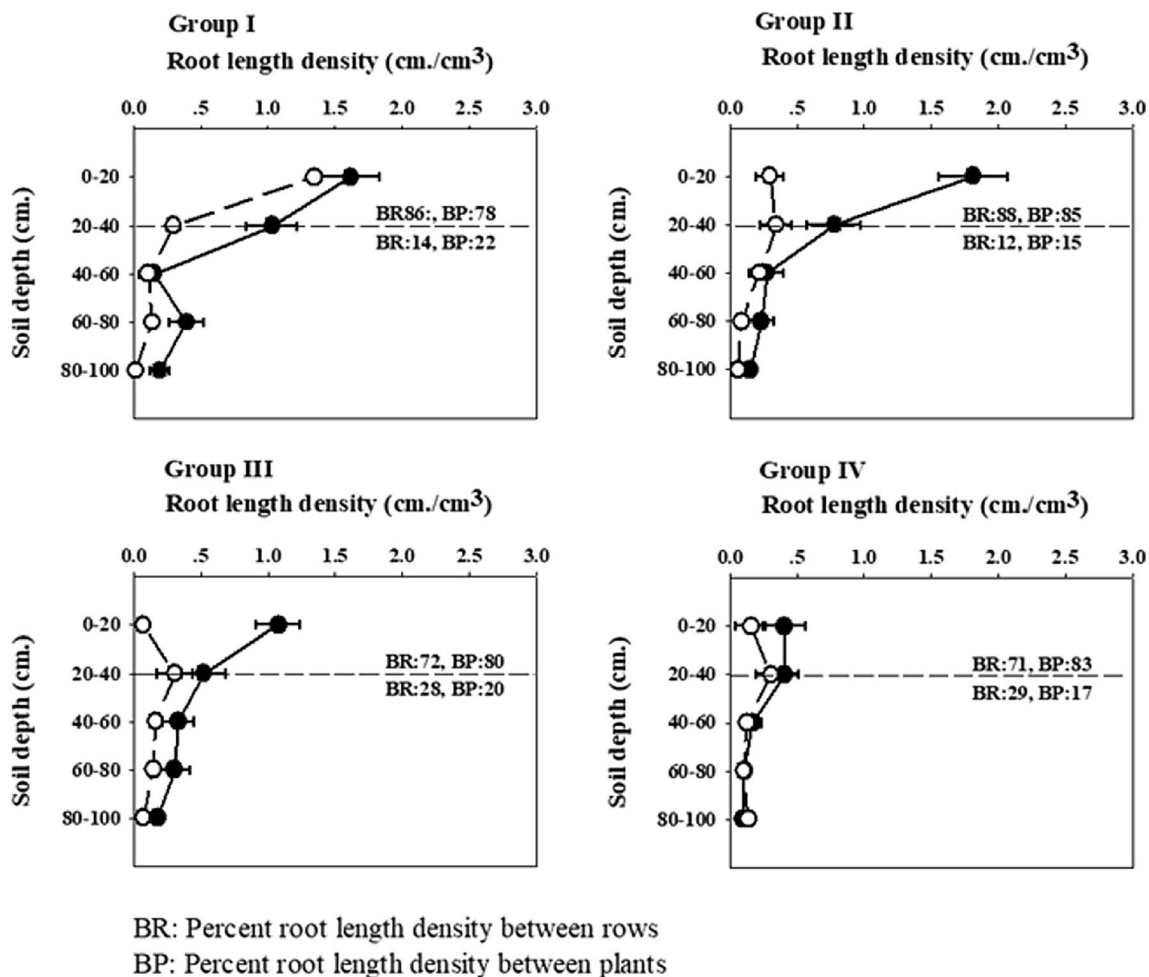 Group I
Root length density (cm./cm³)
0.0 .5 1.0 1.5 2.0 2.5 3.0
Soil depth (cm.)
0-20
20-40
40-60
60-80
80-100
BR86:, BP:78
BR:14, BP:22
Group II
Root length density (cm./cm³)
0.0 .5 1.0 1.5 2.0 2.5 3.0
Soil depth (cm.)
0-20
20-40
40-60
60-80
80-100
BR:88, BP:85
BR:12, BP:15
Group III
Root length density (cm./cm³)
0.0 .5 1.0 1.5 2.0 2.5 3.0
Soil depth (cm.)
0-20
20-40
40-60
60-80
80-100
BR:72, BP:80
BR:28, BP:20
Group IV
Root length density (cm./cm³)
0.0 .5 1.0 1.5 2.0 2.5 3.0
Soil depth (cm.)
0-20
20-40
40-60
60-80
80-100
BR:71, BP:83
BR:29, BP:17
BR: Percent root length density between rows
BP: Percent root length density between plants